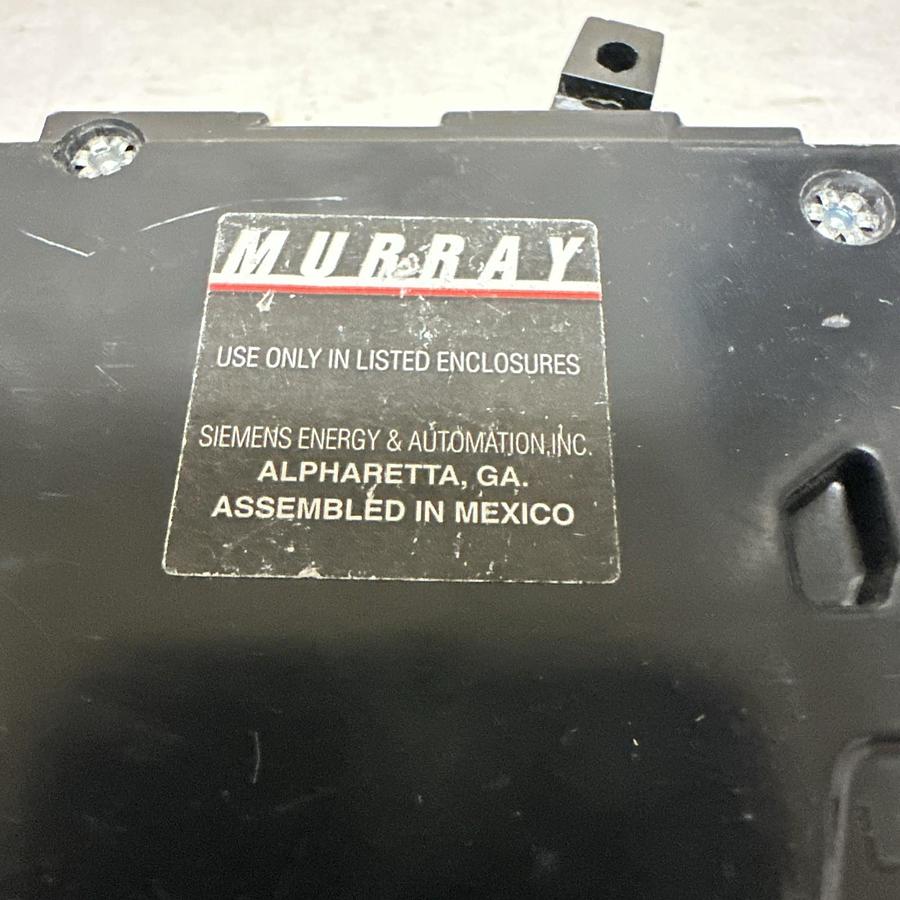 MURRAY
USE ONLY IN LISTED ENCLOSURES
SIEMENS ENERGY & AUTOMATION,INC.
ALPHARETTA, GA.
ASSEMBLED IN MEXICO